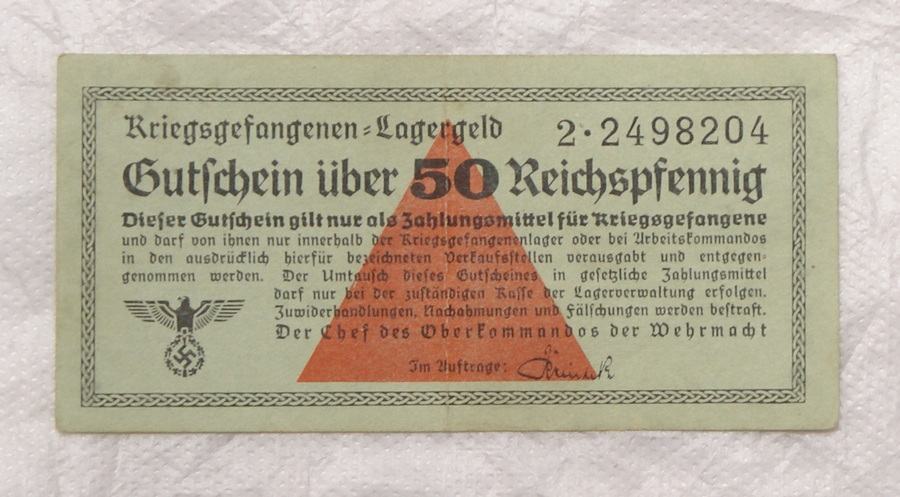 Kriegsgefangenen-Lagergeld 2·2498204
Gutschein über 50 Reichspfennig
Dieser Gutschein gilt nur als Zahlungsmittel für Kriegsgefangene
und darf von ihnen nur innerhalb der Kriegsgefangenenlager oder bei Arbeitskommandos
in den ausdrücklich hierfür bezeichneten Verkaufsstellen verausgabt und entgegen-
genommen werden. Der Umtausch dieses Gutscheines in gesetzliche Zahlungsmittel
darf nur bei der zuständigen Kasse der Lagerverwaltung erfolgen.
Zuwiderhandlungen, Nachahmungen und Fälschungen werden bestraft.
Der Chef des Oberkommandos der Wehrmacht
Im Auftrage: